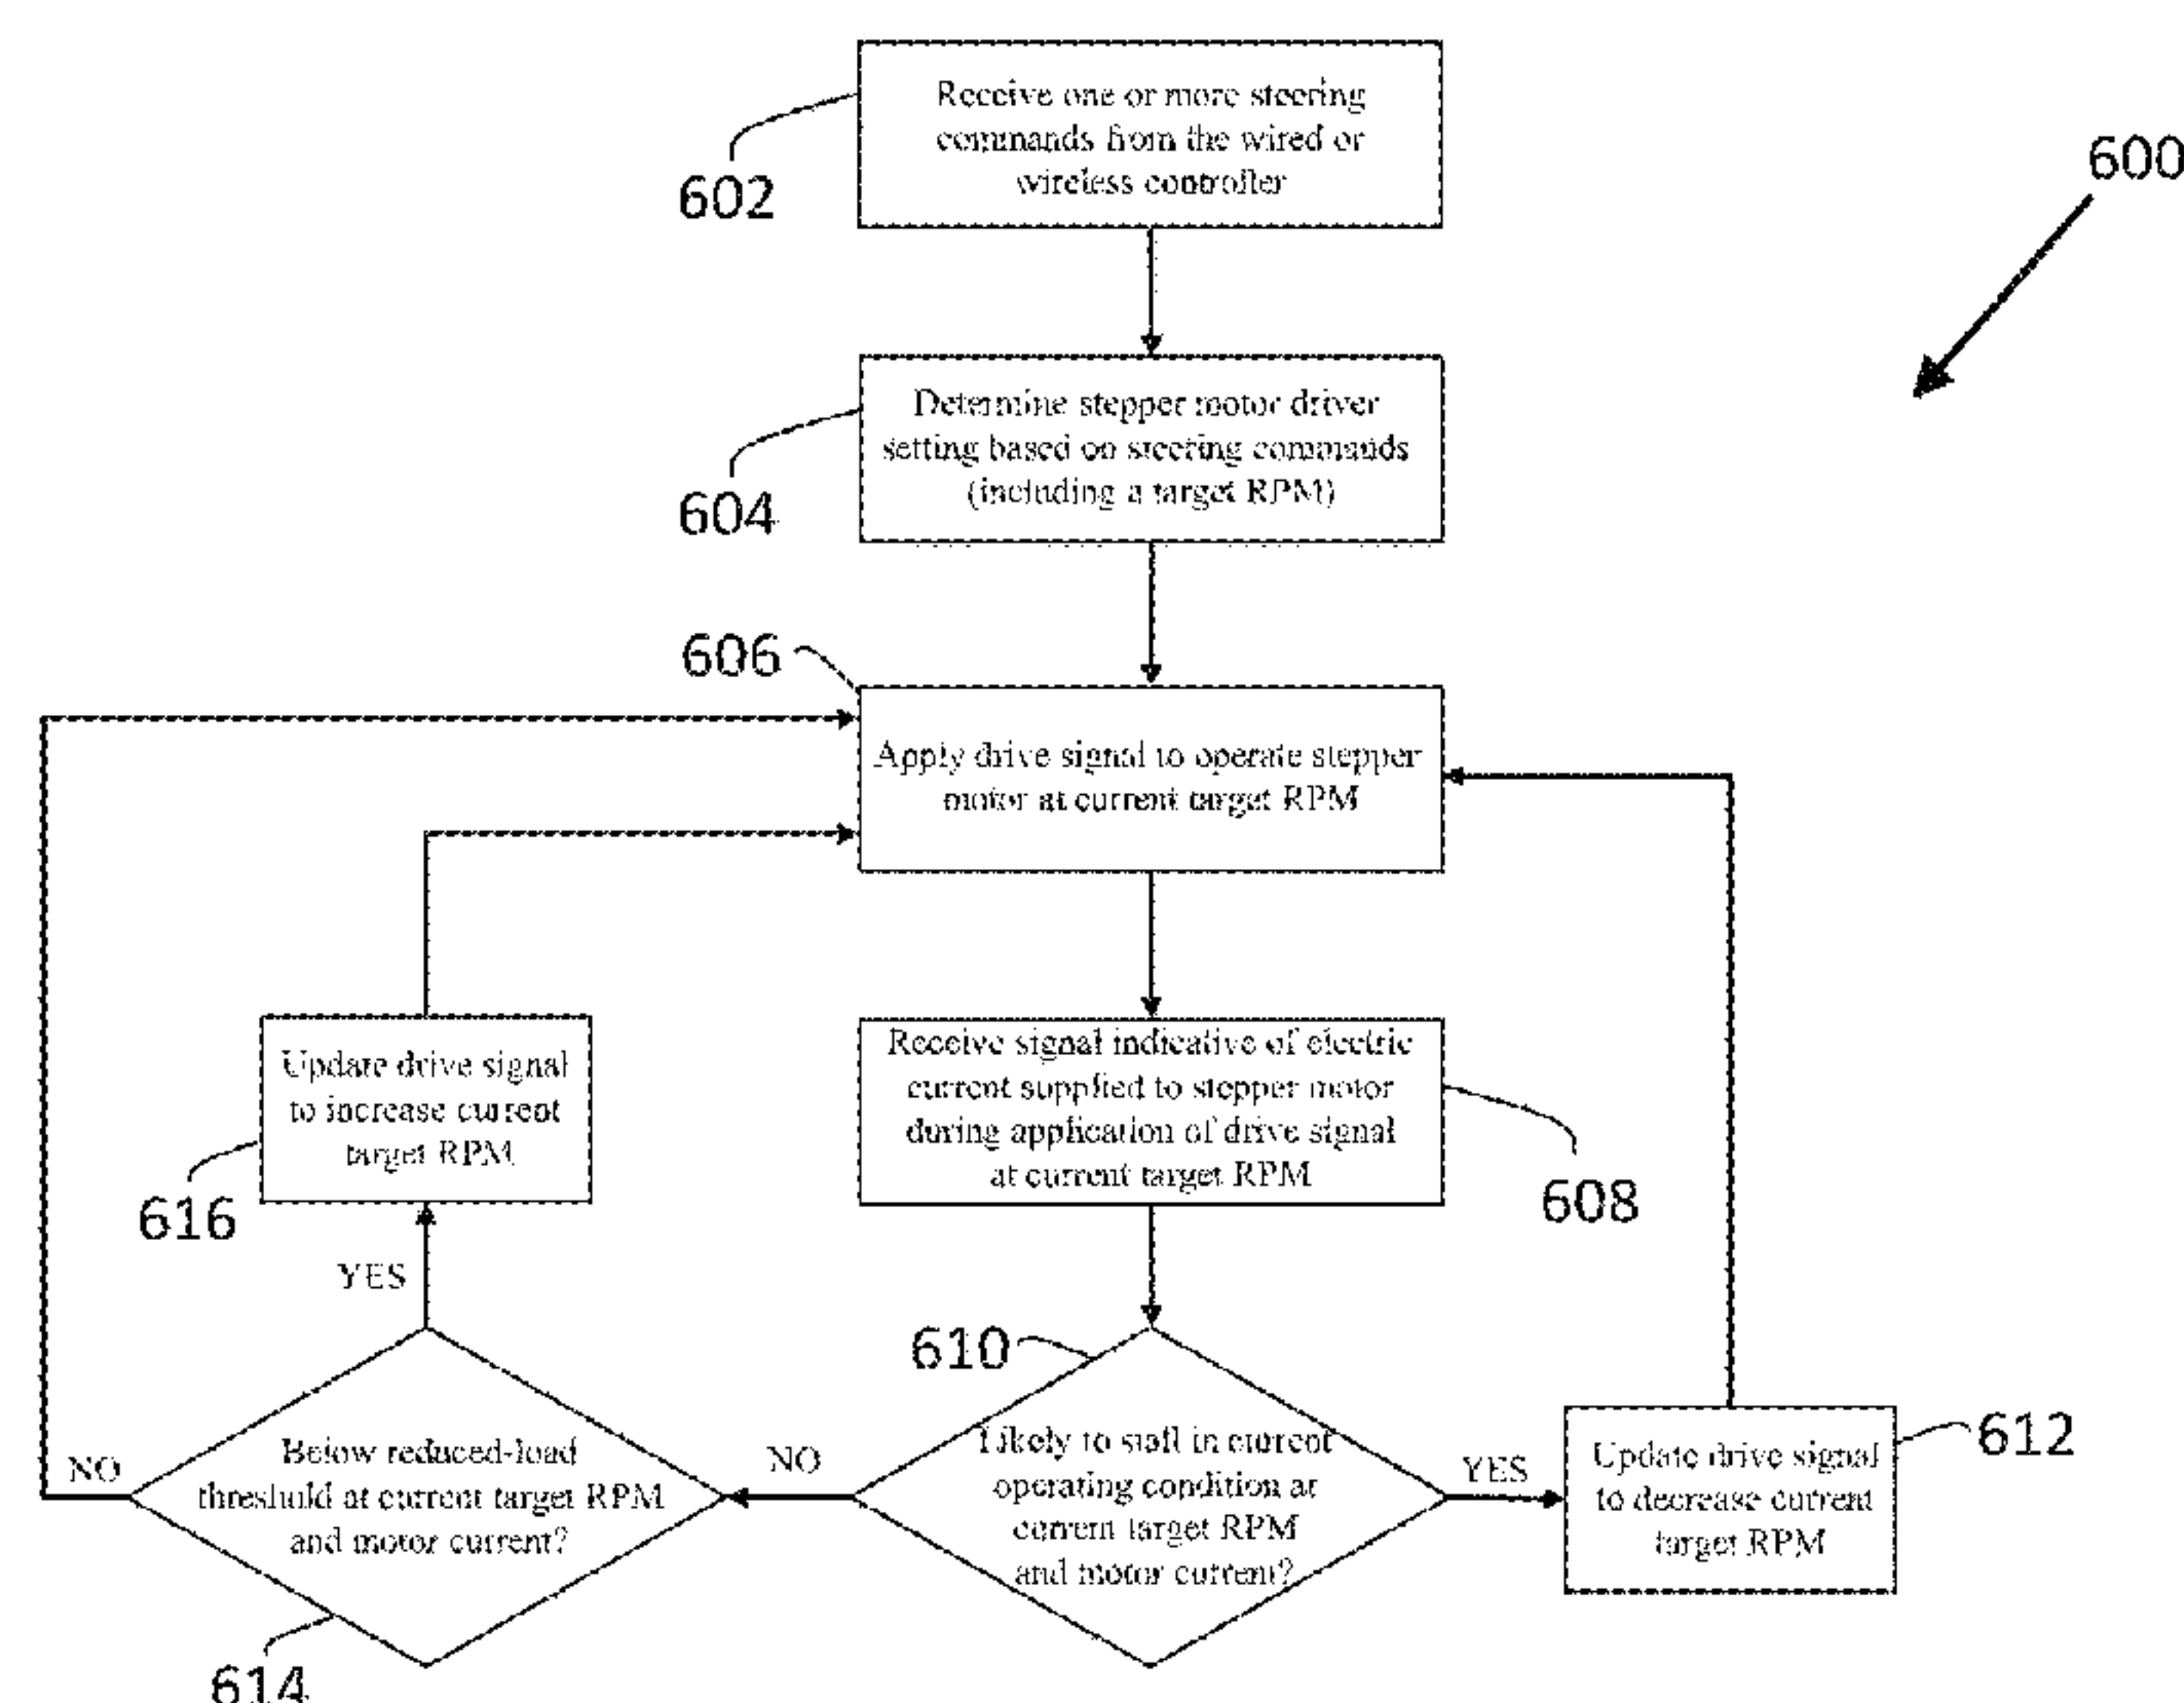 Receive one or more steering
commands from the wired or
wireless controller
602
600
Determine stepper motor driver
setting based on steering commands
(including a target RPM)
604
606
Apply drive signal to operate stepper
motor at current target RPM
Update drive signal
to increase current
target RPM
616
Receive signal indicative of electric
current supplied to stepper motor
during application of drive signal
at current target RPM
608
YES
610
Below reduced-load
threshold at current target RPM
and motor current?
NO
614
NO
Likely to stall in current
operating condition at
current target RPM
and motor current?
YES
Update drive signal
to decrease current
target RPM
612